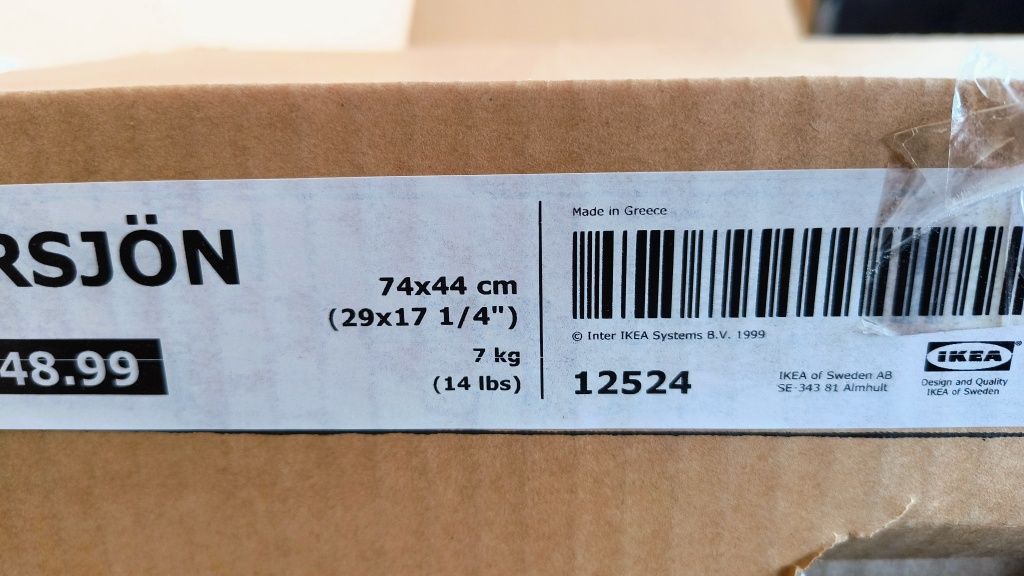 RSJÖN
48.99
74x44 cm
(29x17 1/4")
7 kg
(14 lbs)
Made in Greece
© Inter IKEA Systems B.V. 1999
12524
IKEA of Sweden AB
SE-343 81 Älmhult
IKEA®
Design and Quality
IKEA of Sweden